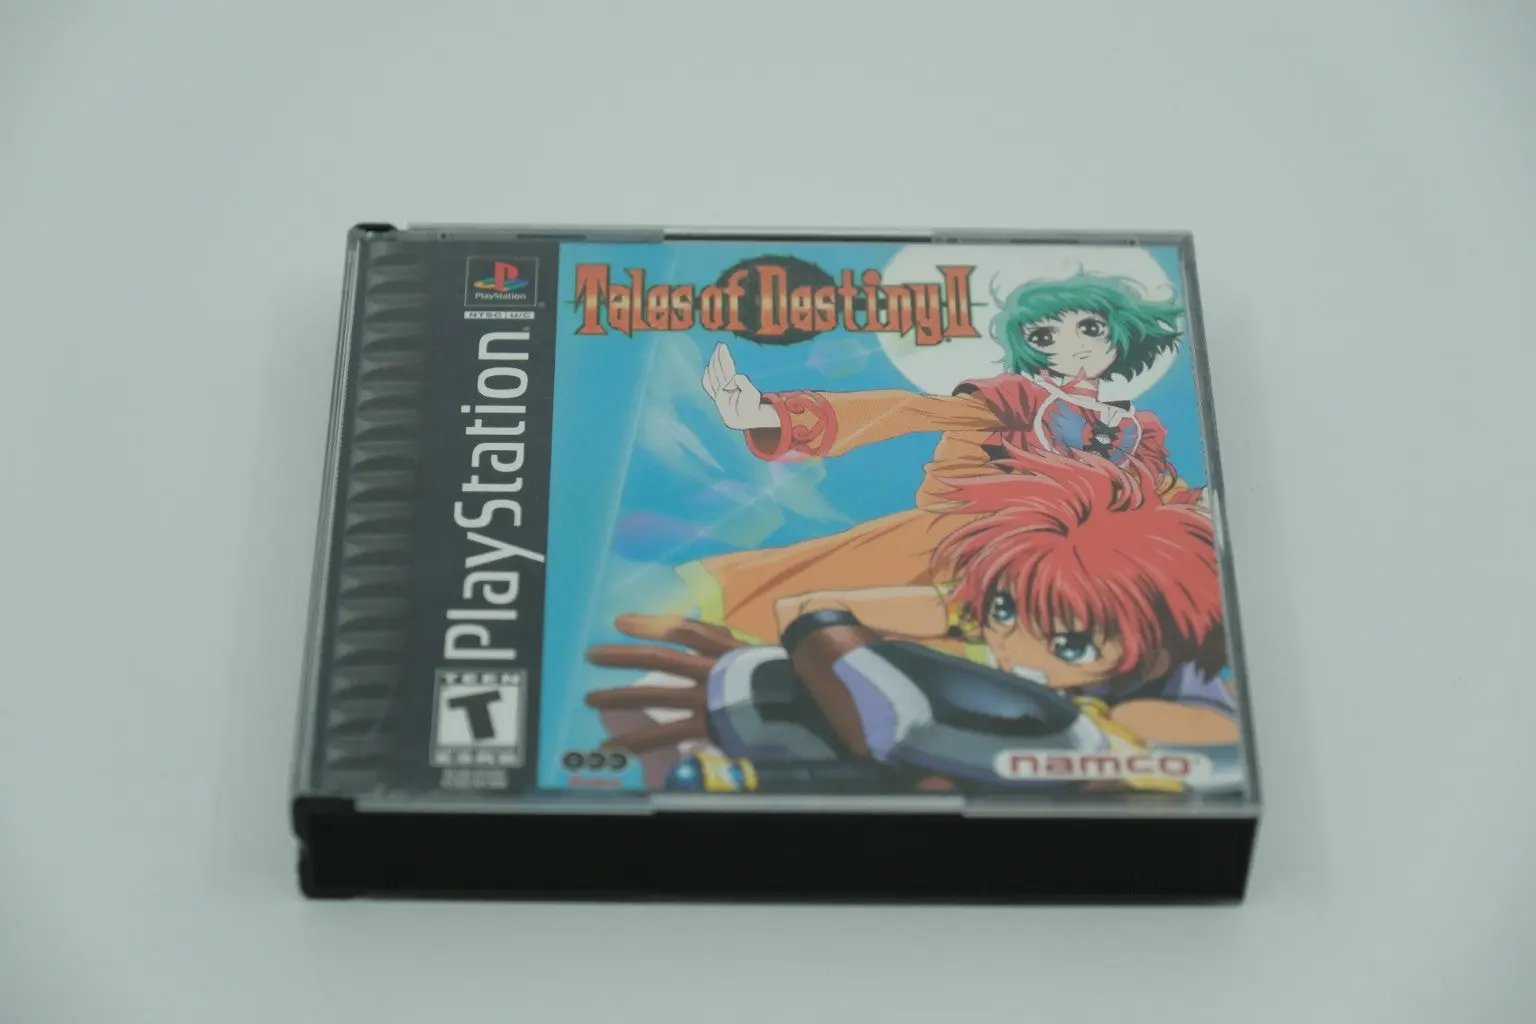 PlayStation
NTSC U/C
PlayStation
TEEN
T
ESRB
Tales of Destiny II
namco